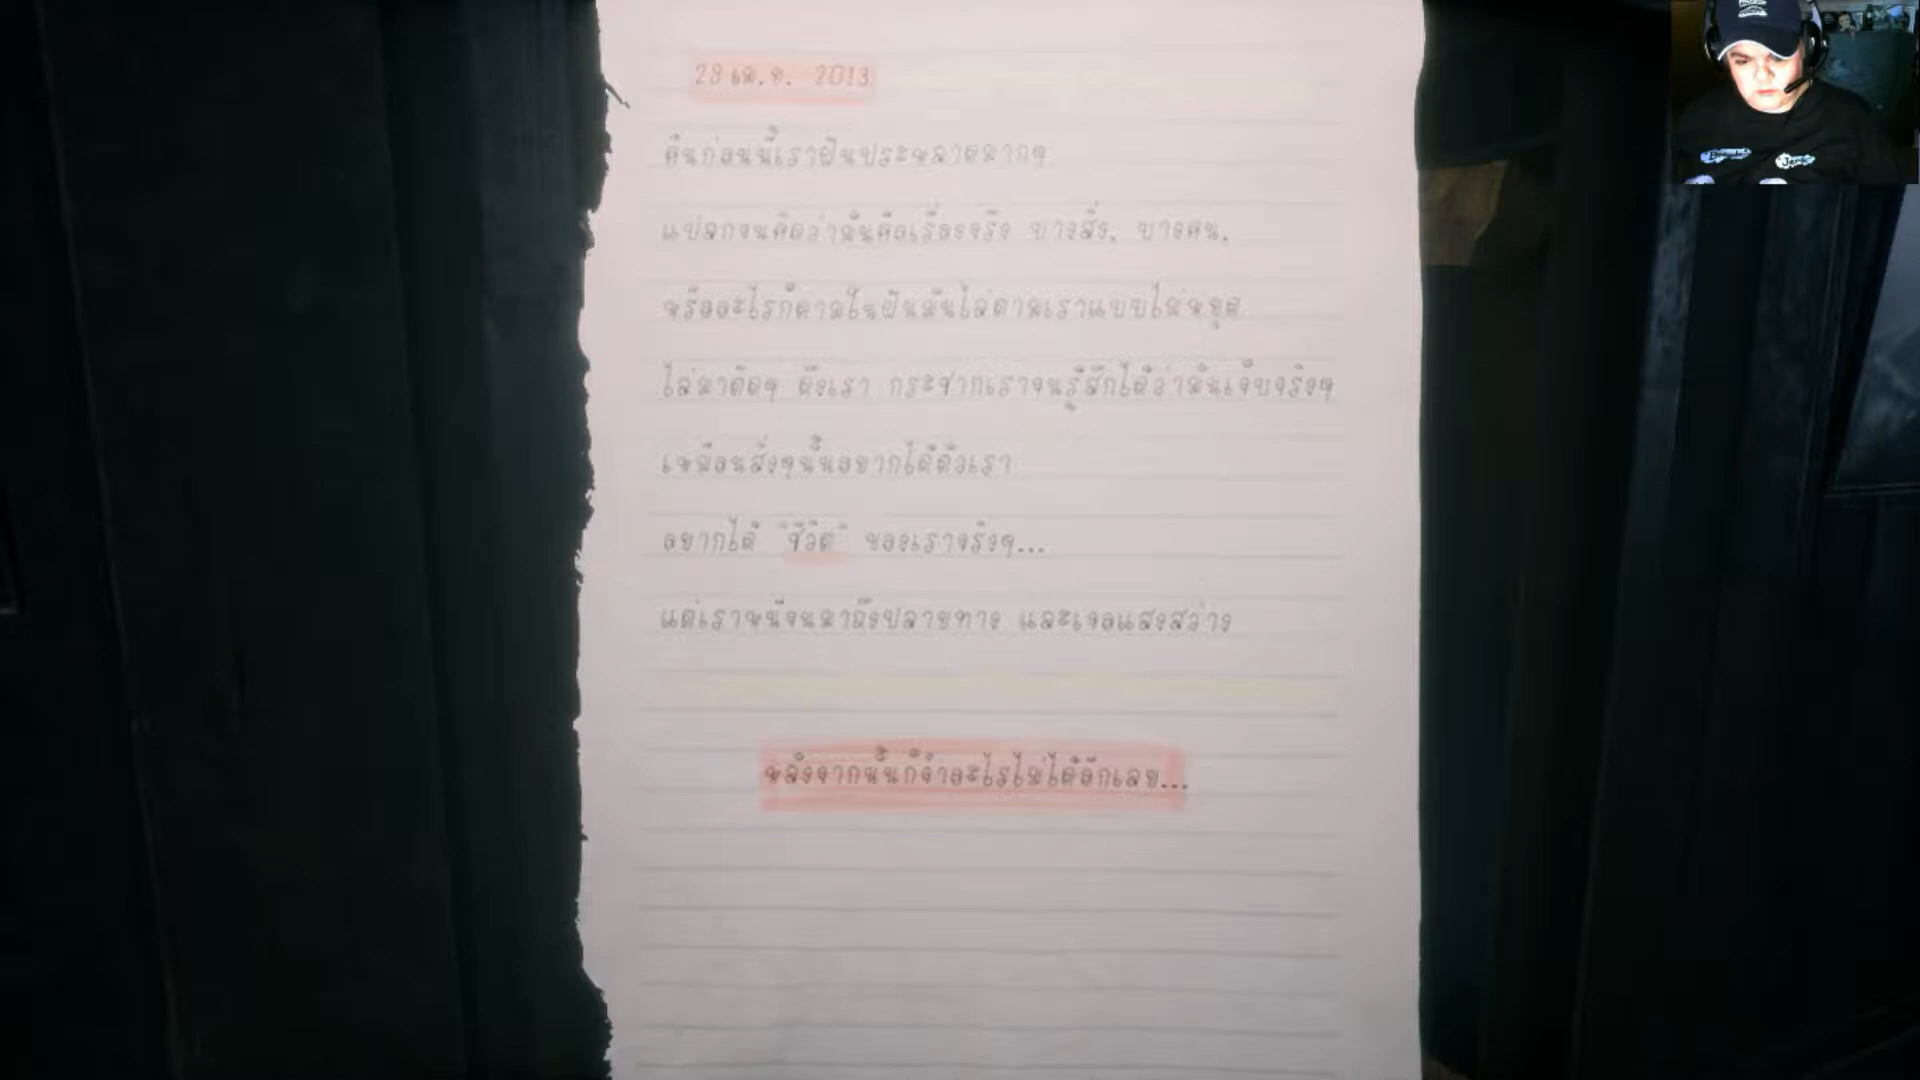 23 เม.ย. 2013
คืนก่อนนี้เราฝันประหลาดมากๆ
แปลกจนคิดว่ามันคือเรื่องจริง บางสิ่ง, บางคน,
หรืออะไรก็ตามในฝันมันไล่ตามเราแบบไม่หยุด
ไล่มาติดๆ ดึงเรา กระชากเราจนรู้สึกได้ว่ามันเจ็บจริงๆ
เหมือนสิ่งๆนั้นอยากได้ตัวเรา
อยากได้ "ชีวิต" ของเราจริงๆ...
แต่เราหนีจนมาถึงปลายทาง และเจอแสงสว่าง
หลังจากนั้นก็จำอะไรไม่ได้อีกเลย...